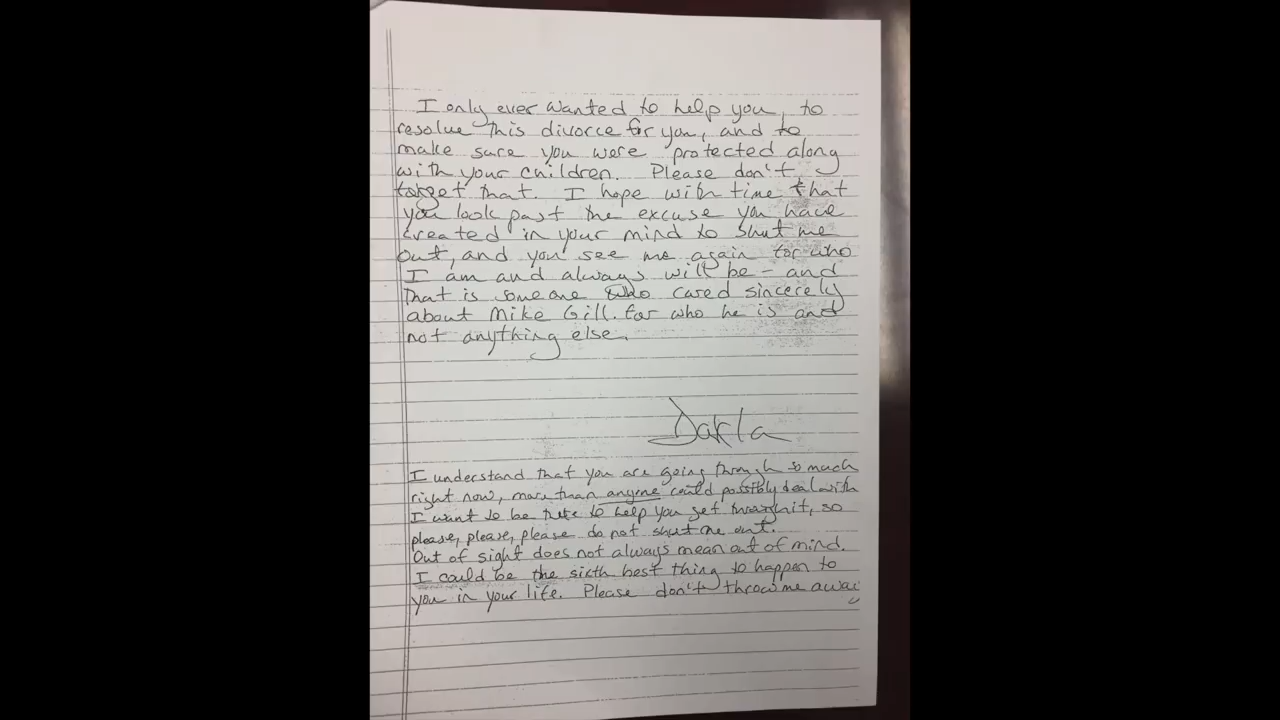 I only ever wanted to help you, to
resolve this divorce for you, and to
make sure you were protected along
with your children. Please don't
forget that. I hope with time that
you look past the excuse you have
created in your mind to shut me
out, and you see me again for who
I am and always will be - and
that is someone who cared sincerely
about Mike Gill. for who he is and
not anything else.
Darla
I understand that you are going through so much
right now, more than anyone could possibly deal with
I want to be here to help you get through it, so
please, please, please do not shut me out.
Out of sight does not always mean out of mind.
I could be the sixth best thing to happen to
you in your life. Please don't throw me away